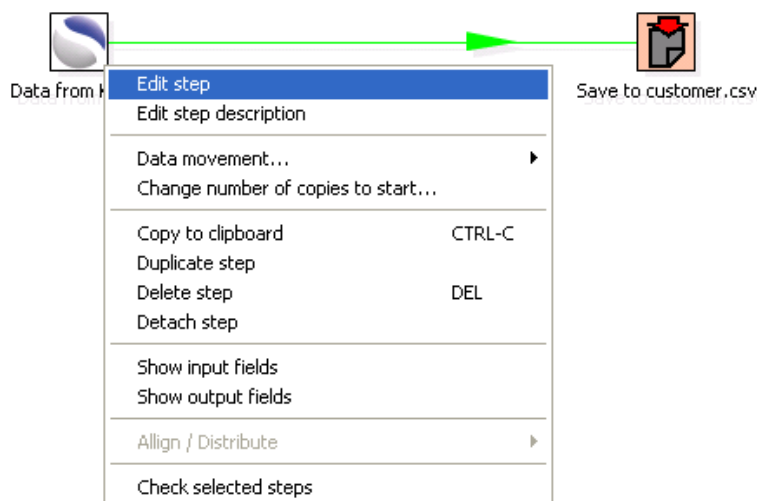 Data from
Save to customer.csv
Edit step
Edit step description
Data movement...
Change number of copies to start...
Copy to clipboard CTRL-C
Duplicate step
Delete step DEL
Detach step
Show input fields
Show output fields
Allign / Distribute
Check selected steps